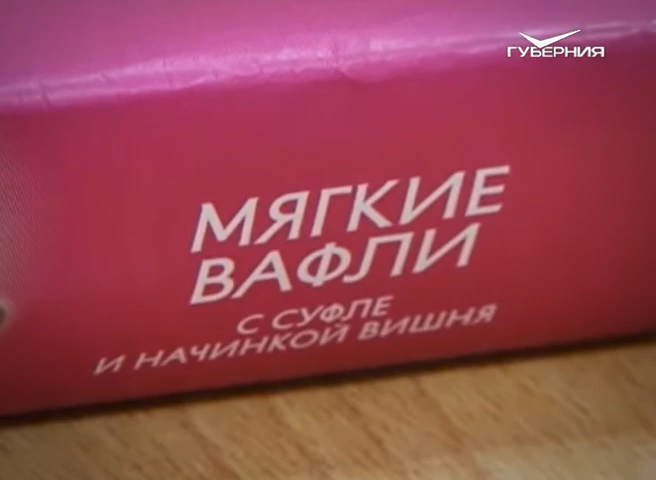 ГУБЕРНИЯ
МЯГКИЕ
ВАФЛИ
С СУФЛЕ
И НАЧИНКОЙ ВИШНЯ